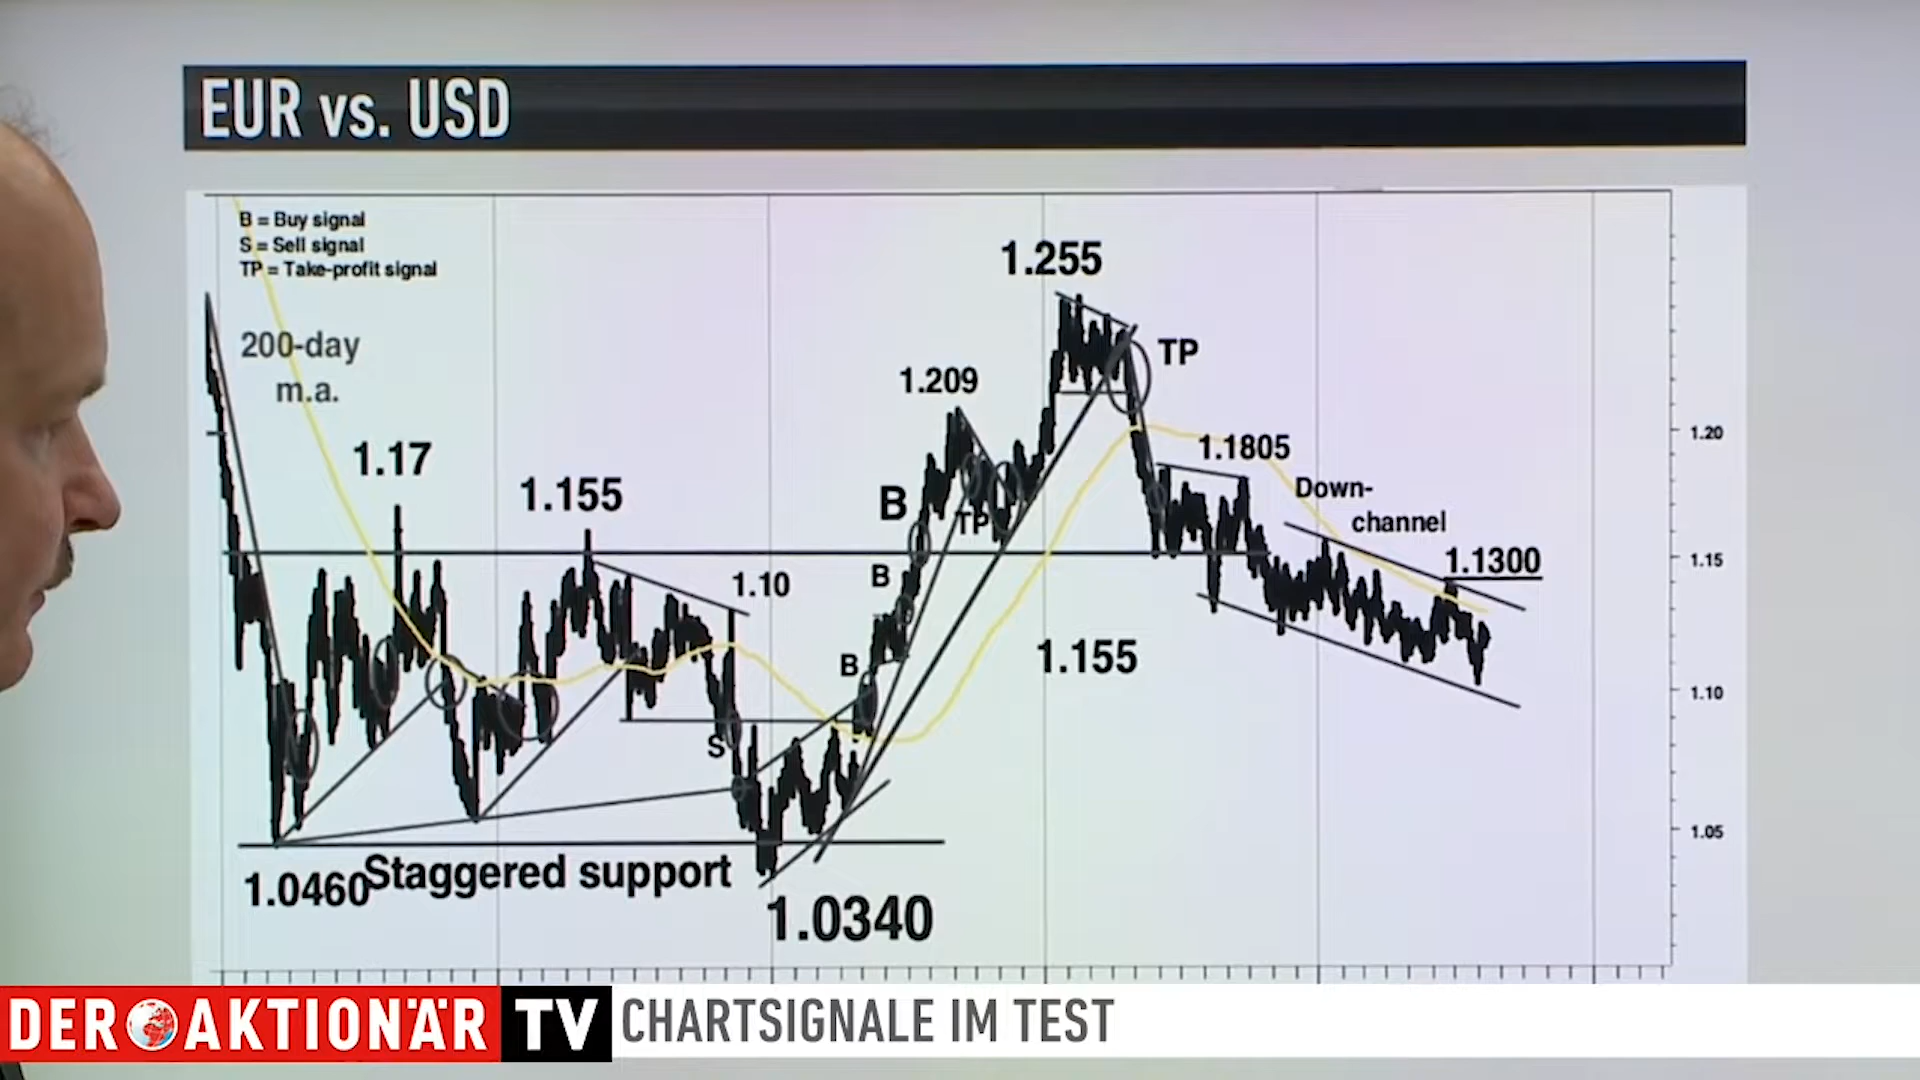 EUR vs. USD
B = Buy signal
S = Sell signal
TP = Take-profit signal
200-day
m.a.
1.17
1.155
1.10
1.209
1.255
TP
B
TP
B
B
S
1.1805
Down-
channel
1.1300
1.155
1.20
1.15
1.10
1.05
1.0460
Staggered support
1.0340
DER AKTIONÄR TV
CHARTSIGNALE IM TEST